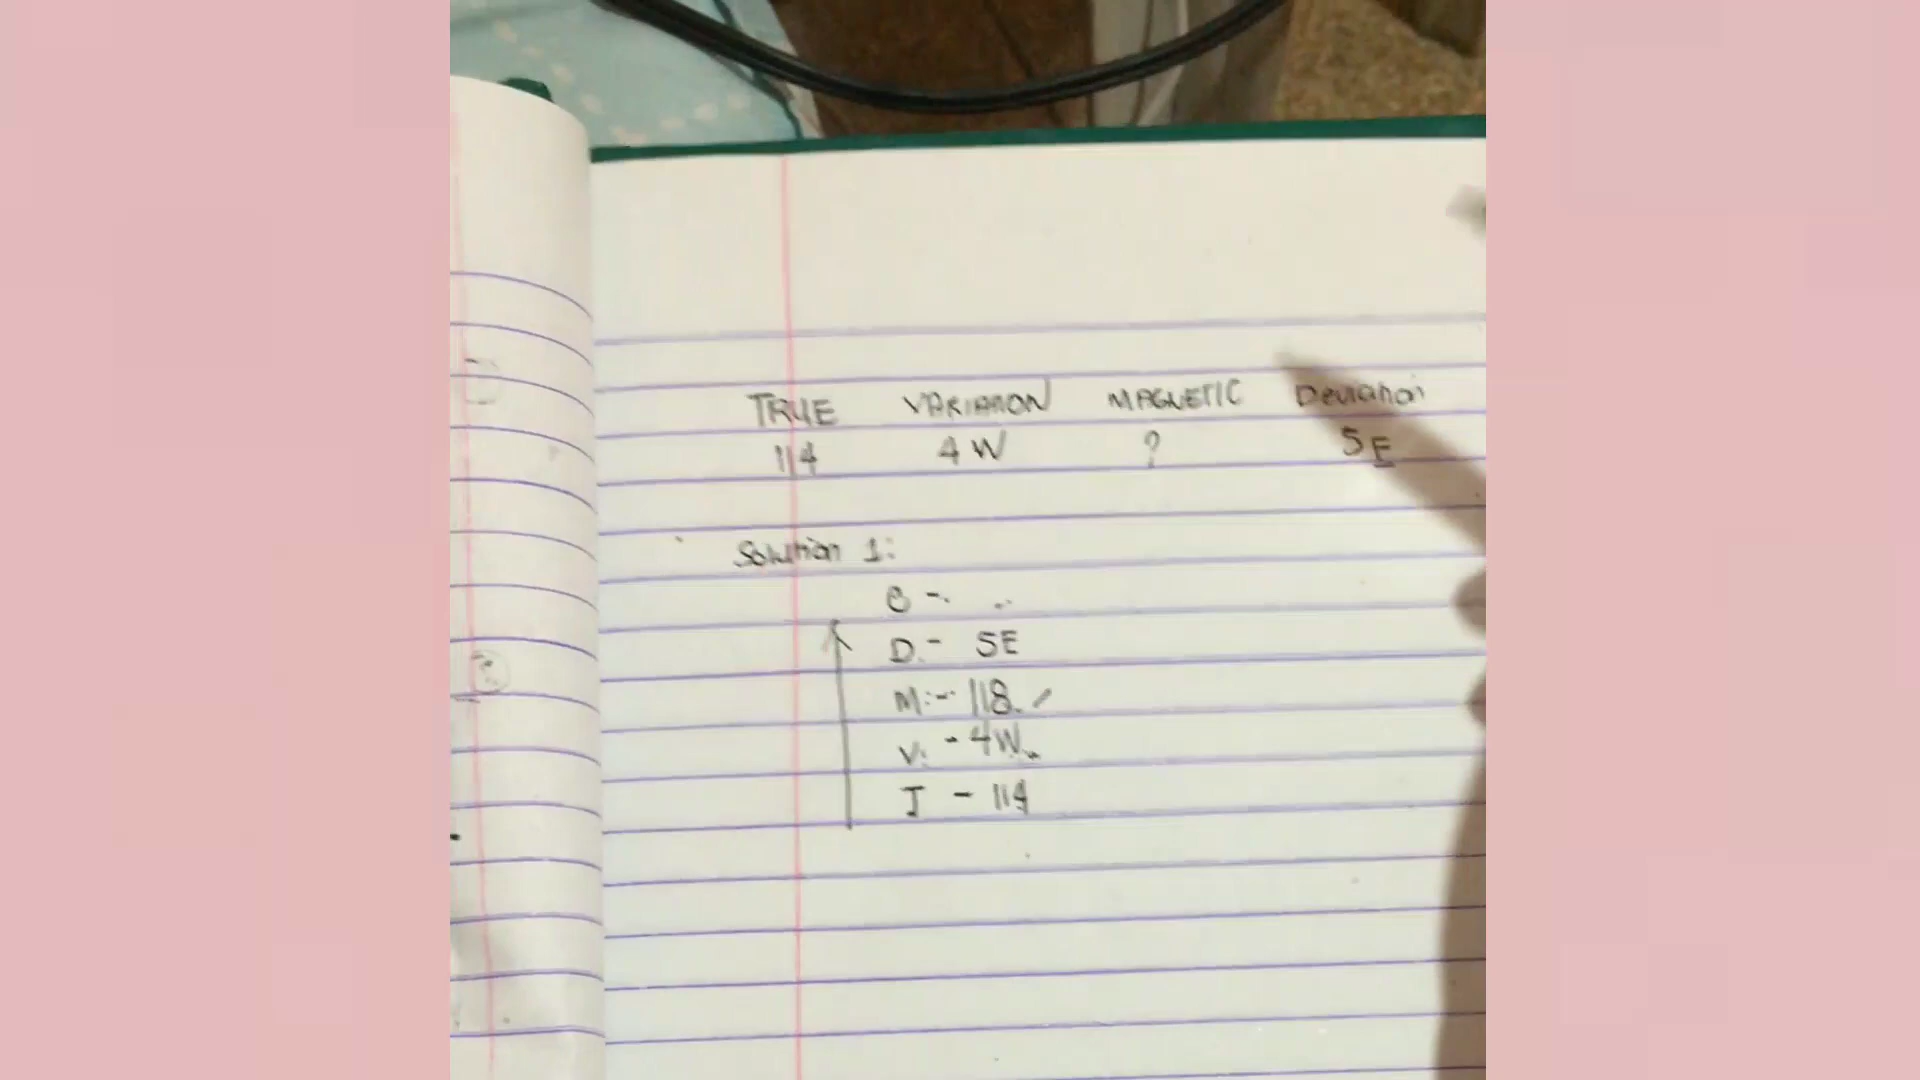 TRUE VARIATION MAGNETIC Deviation
114 4 W ? 5 E
Solution 1:
C -
D. - 5E
M: - 118
V: - 4W
T - 114